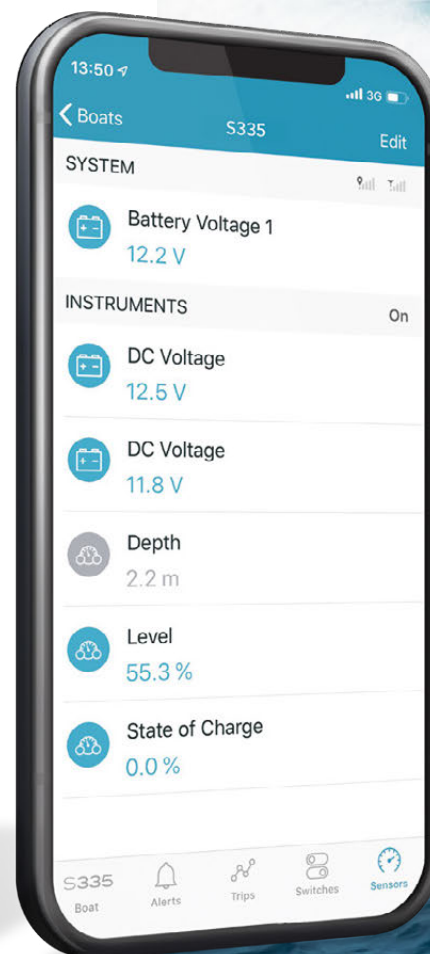 13:50
3G
Boats
S335
Edit
SYSTEM
Battery Voltage 1
12.2 V
INSTRUMENTS
On
DC Voltage
12.5 V
DC Voltage
11.8 V
Depth
2.2 m
Level
55.3 %
State of Charge
0.0 %
S335
Boat
Alerts
Trips
Switches
Sensors